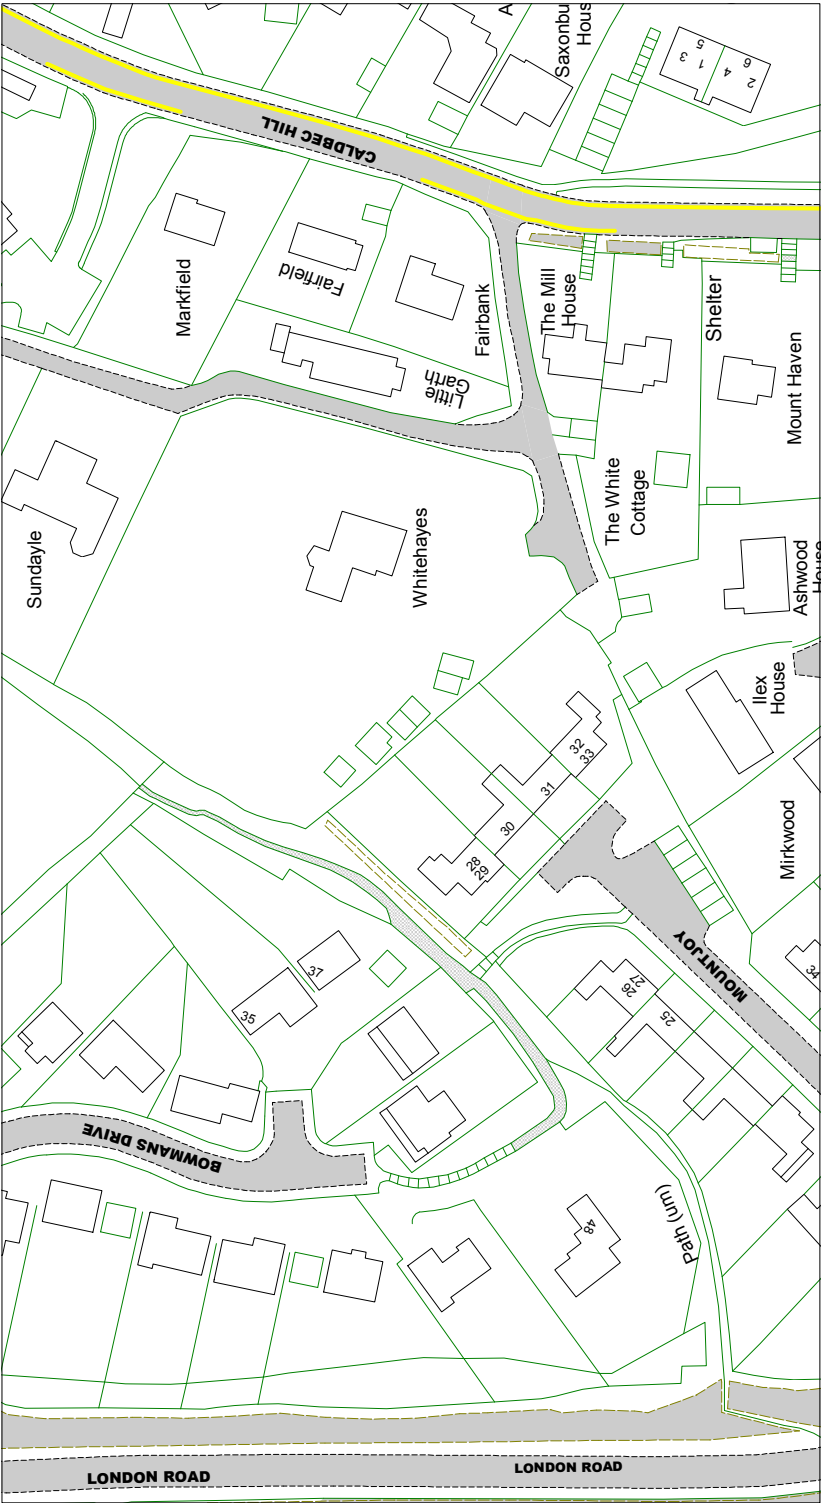 A
Saxonbu
Hous
1 3 5
2 4 6
CALDBEC HILL
Markfield
Fairfield
Fairbank
The Mill
House
Shelter
Mount Haven
Little
Garth
The White
Cottage
Sundayle
Whitehayes
Ashwood
House
Ilex
House
Mirkwood
32
33
31
30
28
29
37
35
MOUNTJOY
34
26
27
25
BOWMANS DRIVE
Path (um)
48
LONDON ROAD
LONDON ROAD